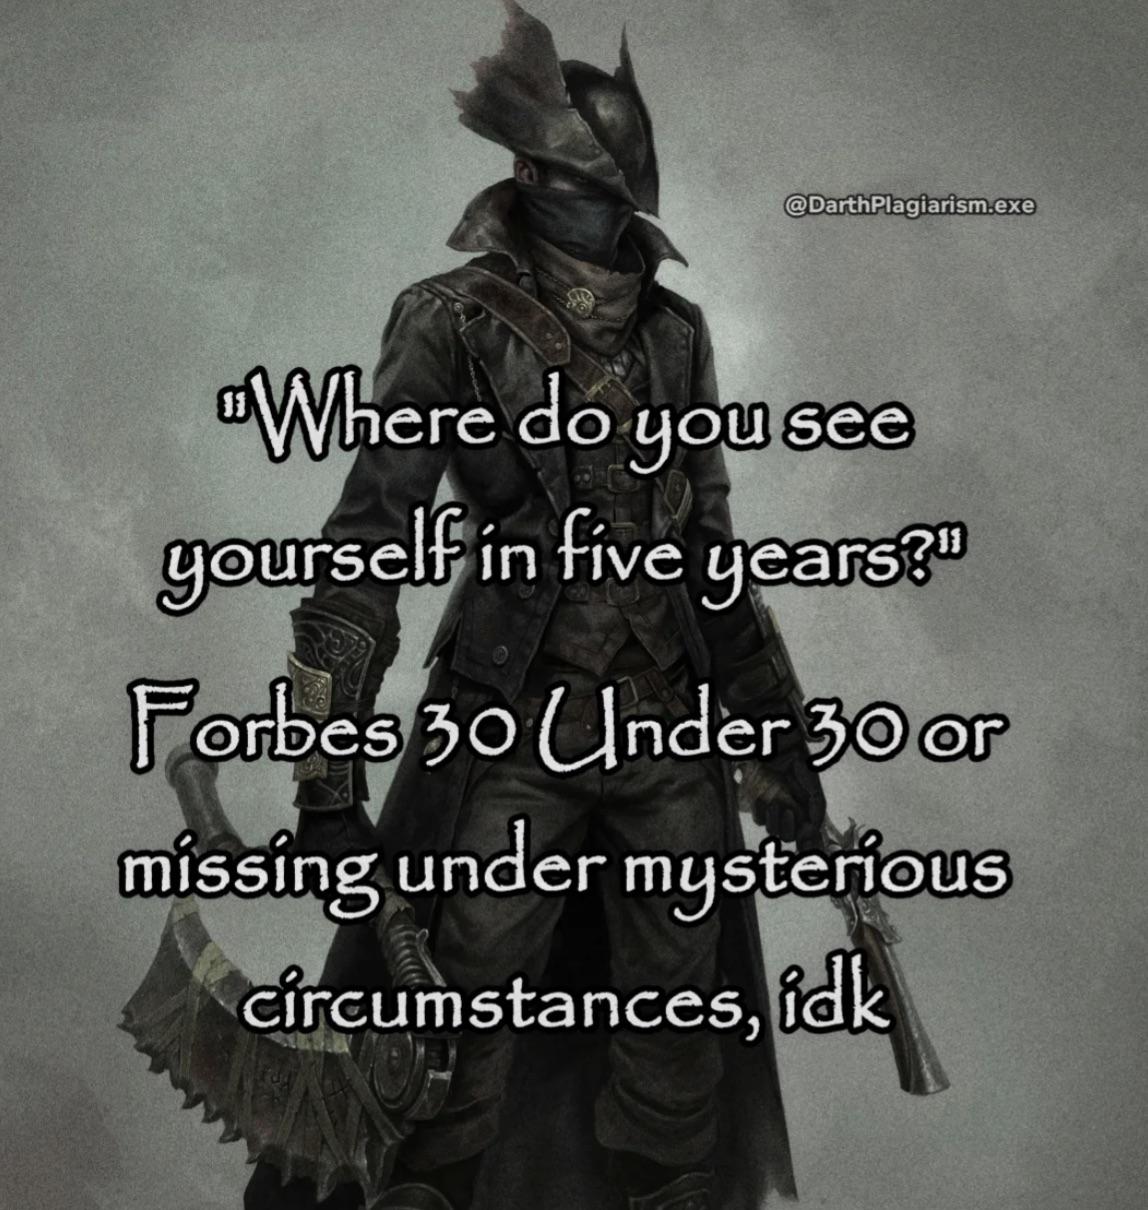 @DarthPlagiarism.exe
"Where do you see
yourself in five years?"
Forbes 30 Under 30 or
missing under mysterious
circumstances, idk